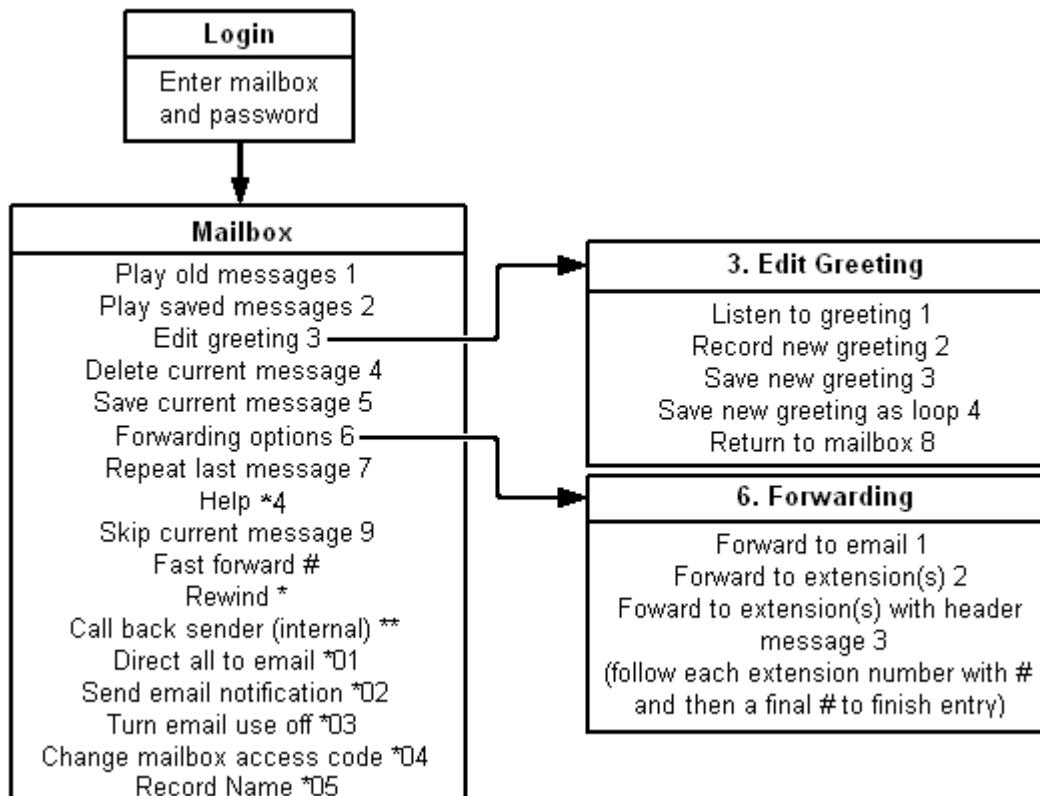 Login
Enter mailbox
and password
Mailbox
Play old messages 1
Play saved messages 2
Edit greeting 3
Delete current message 4
Save current message 5
Forwarding options 6
Repeat last message 7
Help *4
Skip current message 9
Fast forward #
Rewind *
Call back sender (internal) **
Direct all to email *01
Send email notification *02
Turn email use off *03
Change mailbox access code *04
Record Name *05
3. Edit Greeting
Listen to greeting 1
Record new greeting 2
Save new greeting 3
Save new greeting as loop 4
Return to mailbox 8
6. Forwarding
Forward to email 1
Forward to extension(s) 2
Foward to extension(s) with header
message 3
(follow each extension number with #
and then a final # to finish entry)